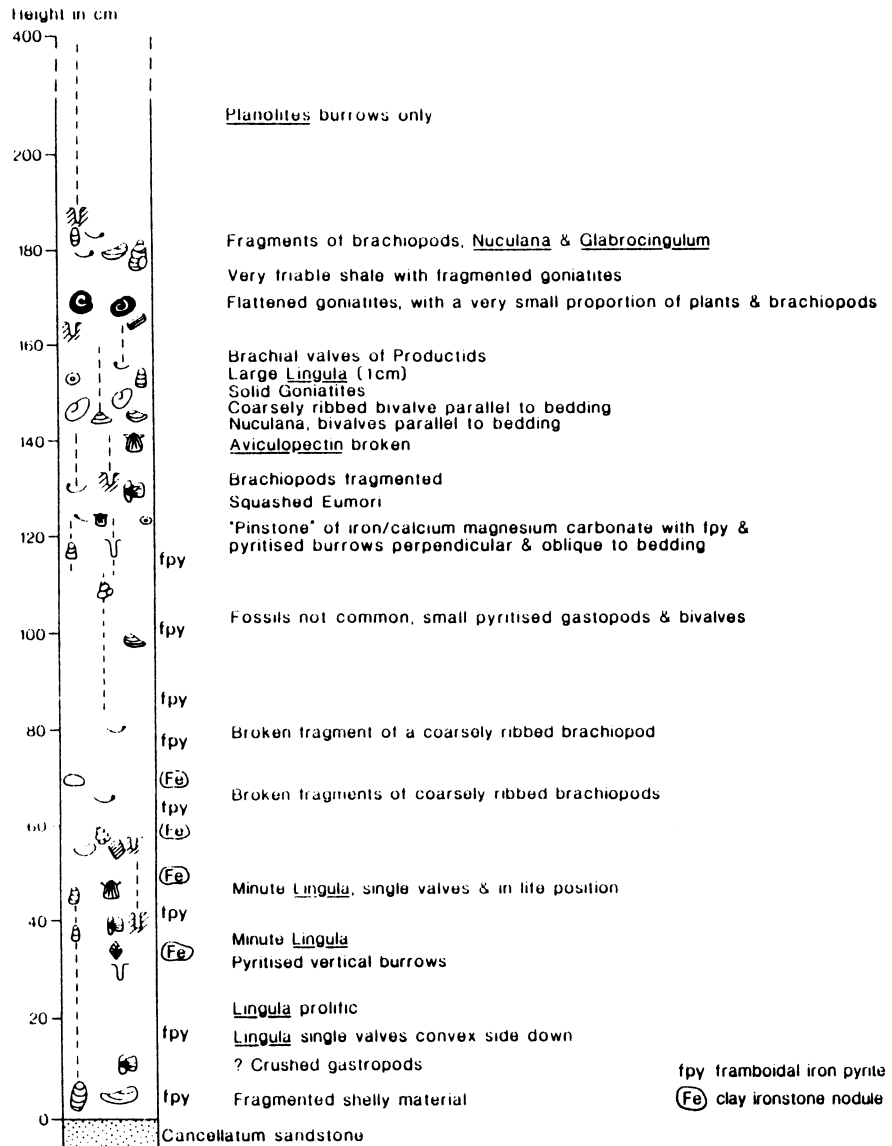 Height in cm
400
Planolites burrows only
200
180
Fragments of brachiopods, Nuculana & Glabrocingulum
Very friable shale with fragmented goniatites
Flattened goniatites, with a very small proportion of plants & brachiopods
160
Brachial valves of Productids
Large Lingula (1cm)
Solid Goniatites
Coarsely ribbed bivalve parallel to bedding
Nuculana, bivalves parallel to bedding
140
Aviculopectin broken
Brachiopods fragmented
Squashed Eumori
120
"Pinstone" of iron/calcium magnesium carbonate with fpy &
pyritised burrows perpendicular & oblique to bedding
fpy
Fossils not common, small pyritised gastopods & bivalves
100
fpy
fpy
80
fpy
Broken fragment of a coarsely ribbed brachiopod
Fe
Broken fragments of coarsely ribbed brachiopods
fpy
60
Fe
Fe
Minute Lingula, single valves & in life position
fpy
40
Minute Lingula
Fe
Pyritised vertical burrows
Lingula prolific
20
fpy
Lingula single valves convex side down
? Crushed gastropods
fpy framboidal iron pyrite
fpy
Fragmented shelly material
Fe clay ironstone nodule
0
Cancellatum sandstone